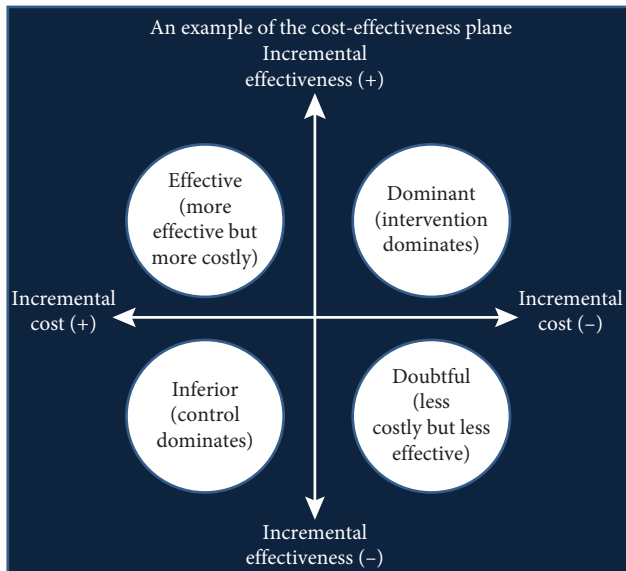 An example of the cost-effectiveness plane
Incremental
effectiveness (+)
Effective
(more
effective but
more costly)
Dominant
(intervention
dominates)
Incremental
cost (+)
Incremental
cost (–)
Inferior
(control
dominates)
Doubtful
(less
costly but less
effective)
Incremental
effectiveness (–)